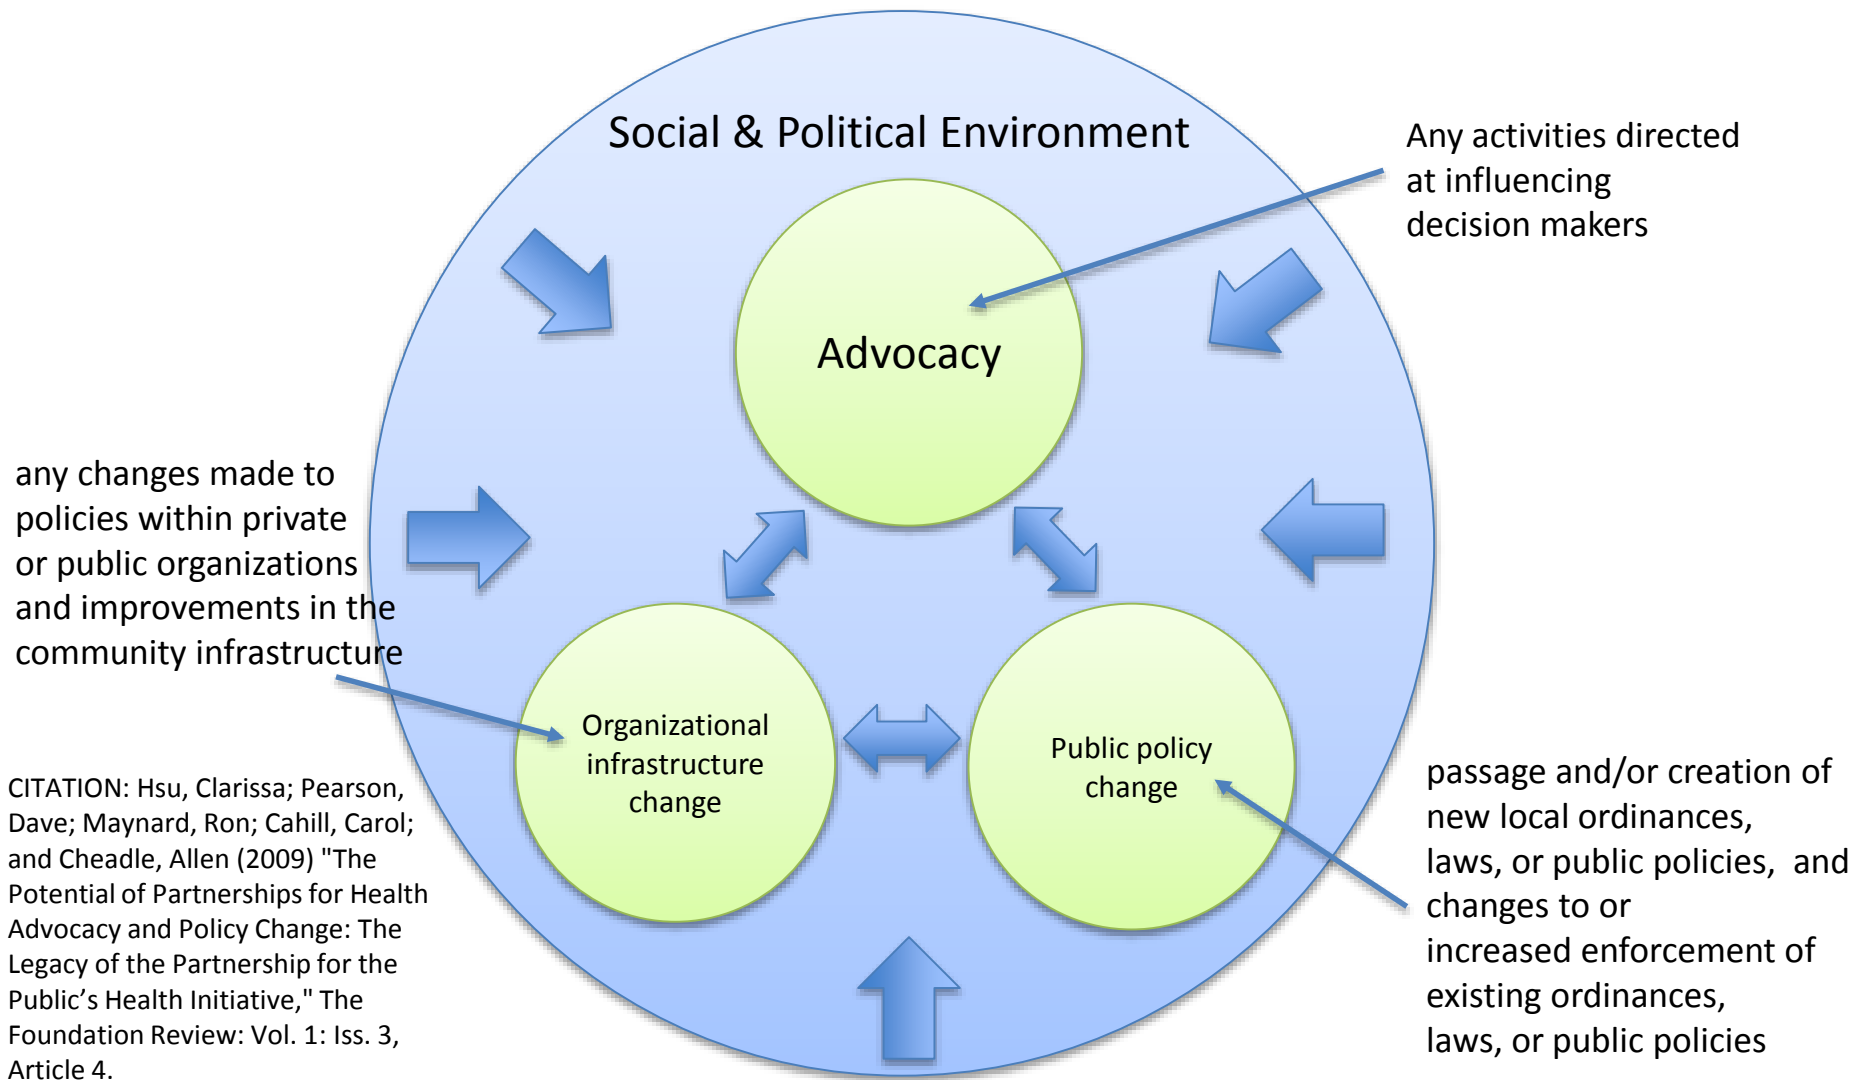 Social & Political Environment
Any activities directed
at influencing
decision makers
Advocacy
any changes made to
policies within private
or public organizations
and improvements in the
community infrastructure
Organizational
infrastructure
change
Public policy
change
passage and/or creation of
new local ordinances,
laws, or public policies, and
changes to or
increased enforcement of
existing ordinances,
laws, or public policies
CITATION: Hsu, Clarissa; Pearson,
Dave; Maynard, Ron; Cahill, Carol;
and Cheadle, Allen (2009) "The
Potential of Partnerships for Health
Advocacy and Policy Change: The
Legacy of the Partnership for the
Public’s Health Initiative," The
Foundation Review: Vol. 1: Iss. 3,
Article 4.